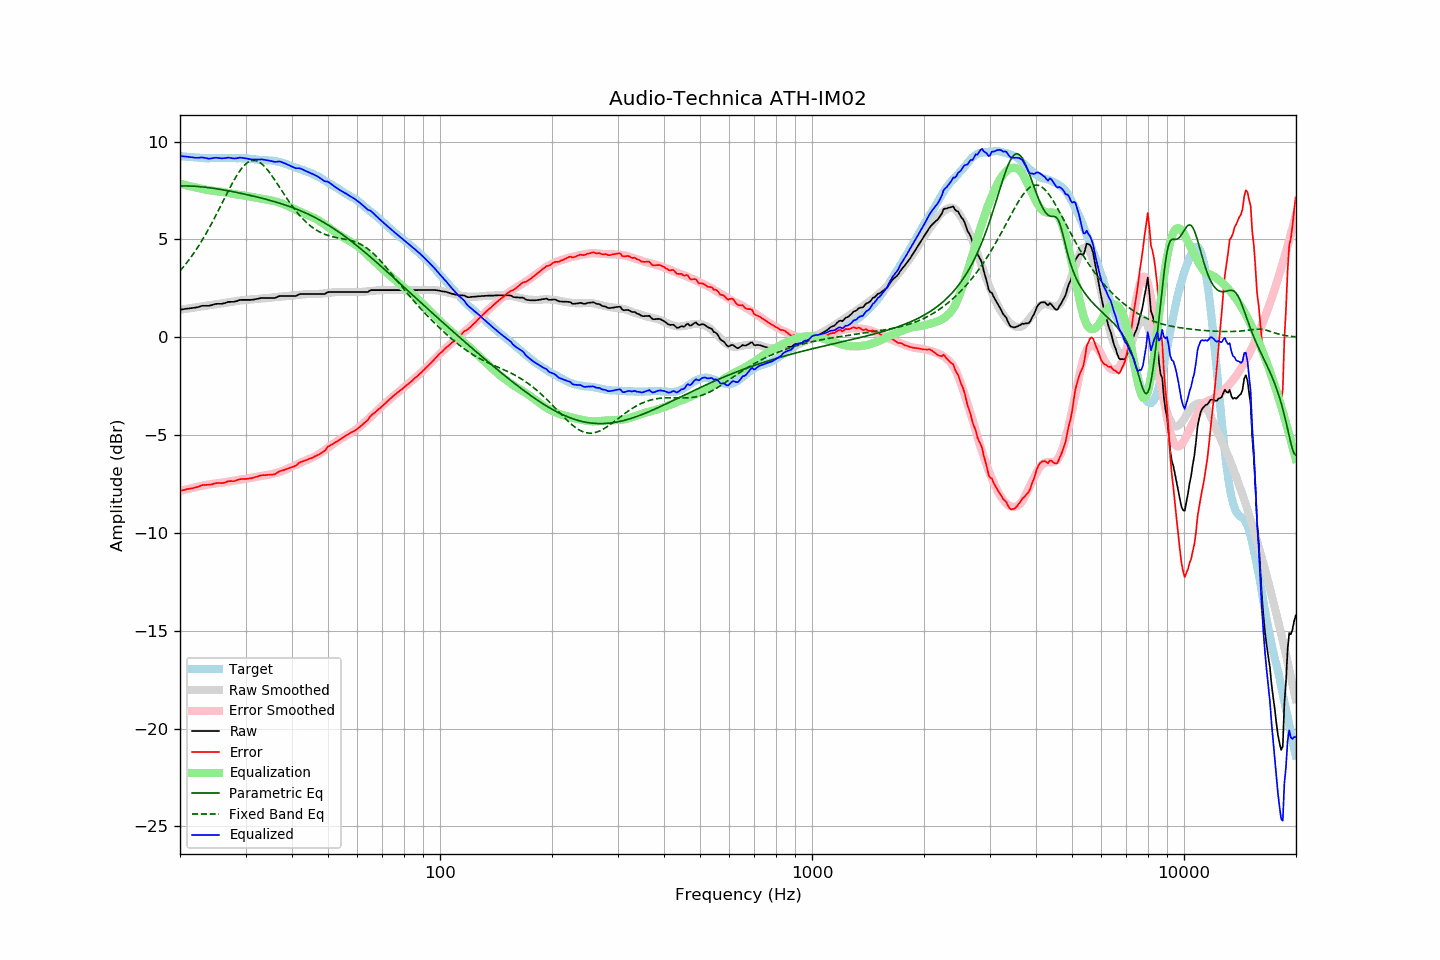 Audio-Technica ATH-IM02
Amplitude (dBr)
10
5
0
−5
−10
−15
−20
−25
Target
Raw Smoothed
Error Smoothed
Raw
Error
Equalization
Parametric Eq
Fixed Band Eq
Equalized
100
1000
10000
Frequency (Hz)